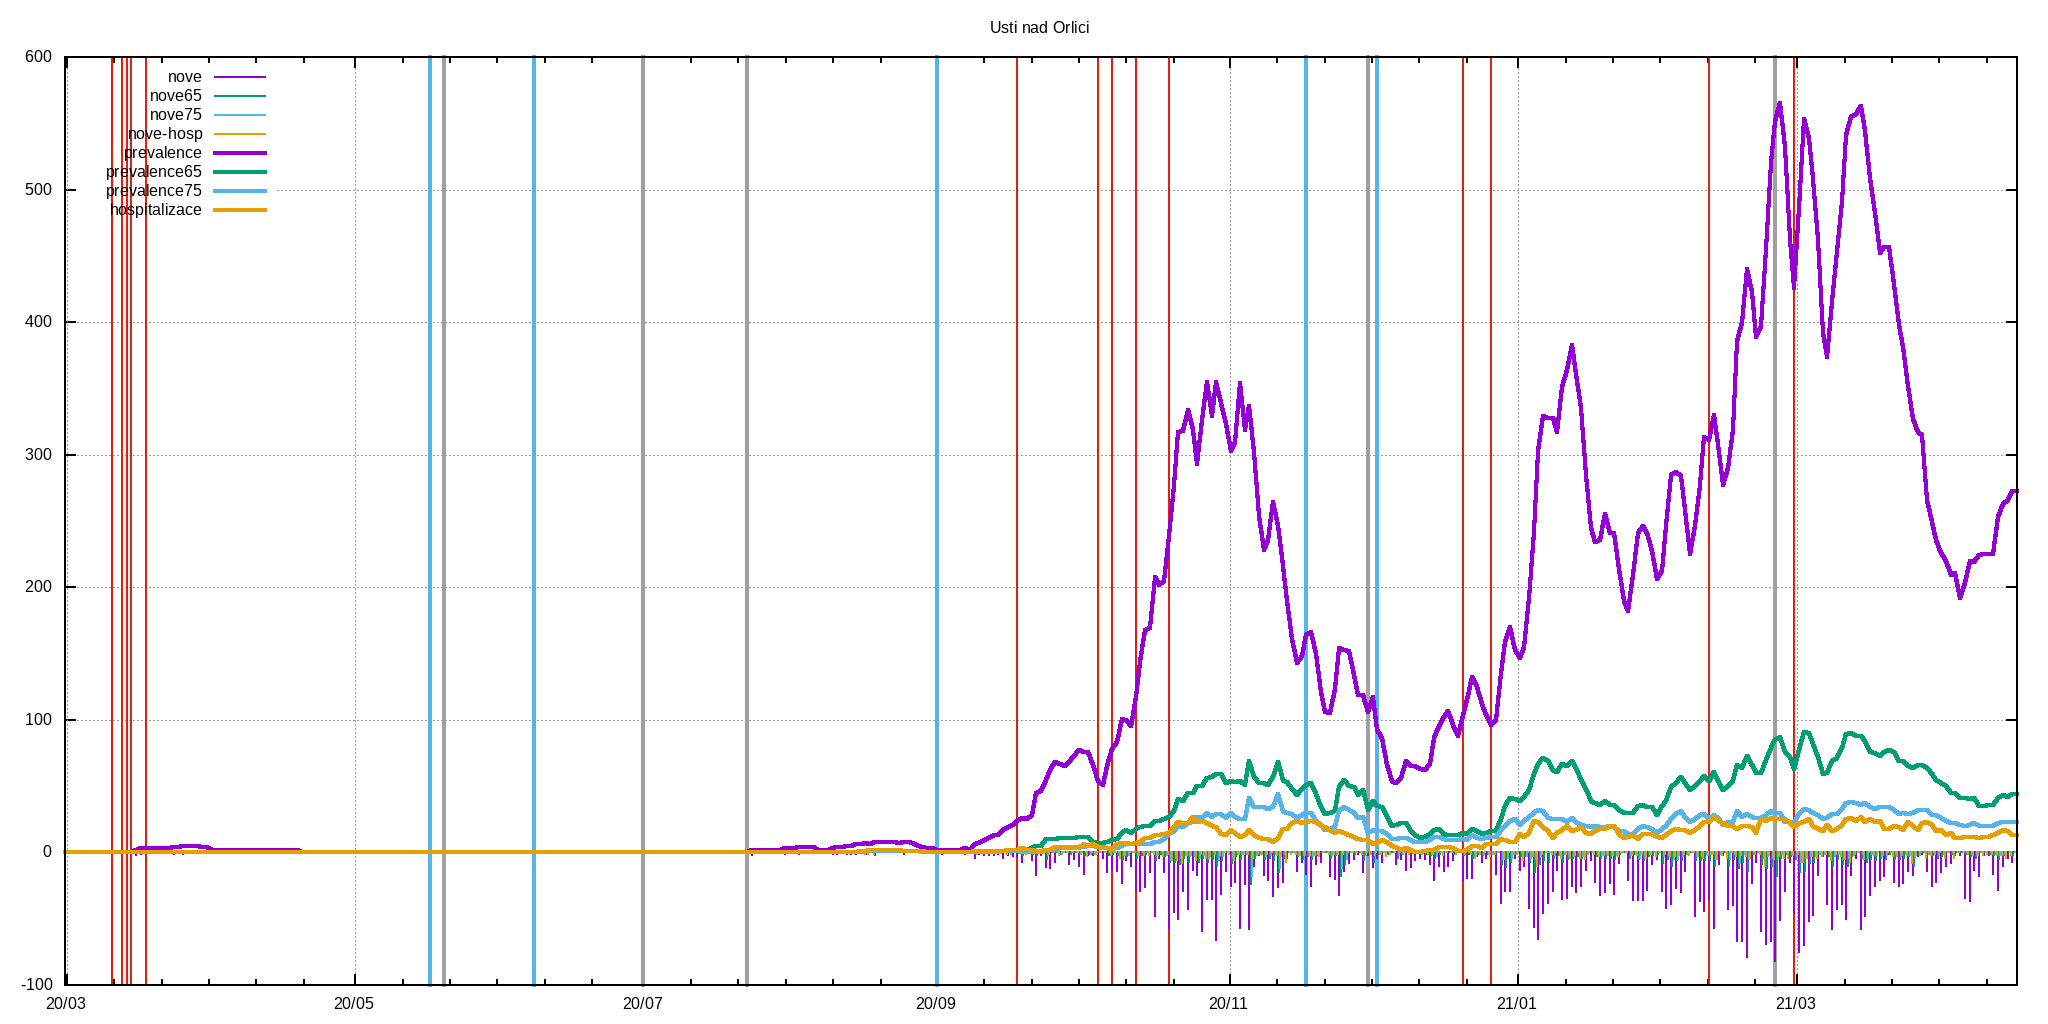 Usti nad Orlici
600
500
400
300
200
100
0
-100
nove
nove65
nove75
nove-hosp
prevalence
prevalence65
prevalence75
hospitalizace
20/03 20/05 20/07 20/09 20/11 21/01 21/03